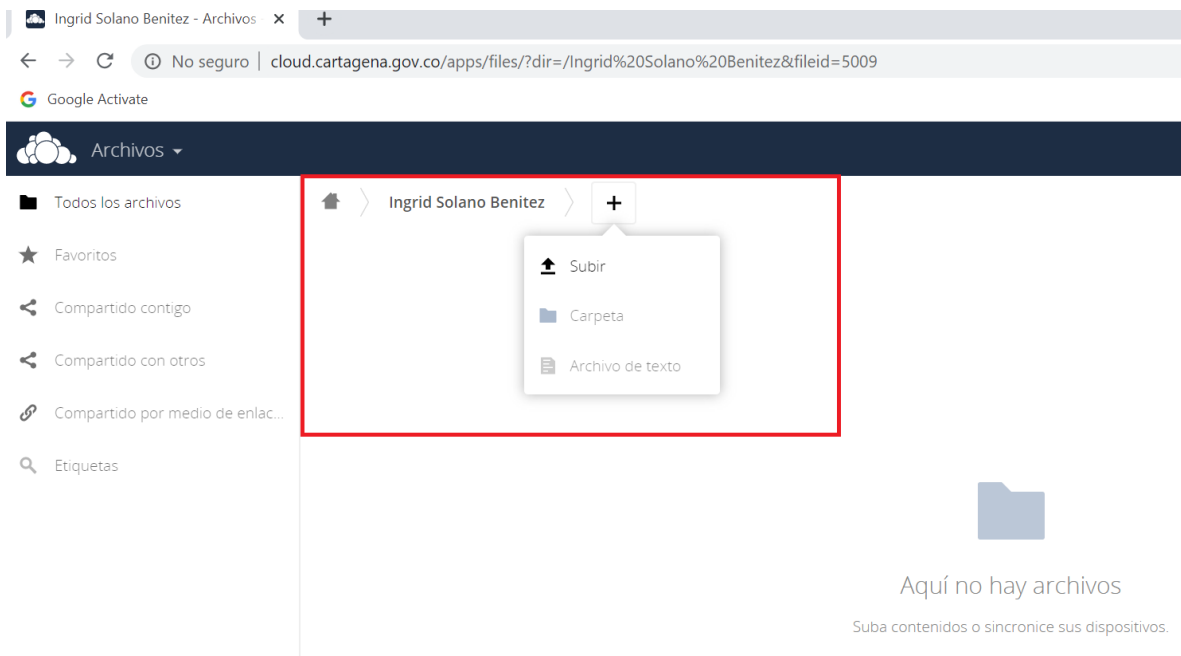 Ingrid Solano Benitez - Archivos
No seguro | cloud.cartagena.gov.co/apps/files/?dir=/Ingrid%20Solano%20Benitez&fileid=5009
Google Activate
Archivos
Todos los archivos
Ingrid Solano Benitez
Favoritos
Subir
Compartido contigo
Carpeta
Compartido con otros
Archivo de texto
Compartido por medio de enlac...
Etiquetas
Aquí no hay archivos
Suba contenidos o sincronice sus dispositivos.